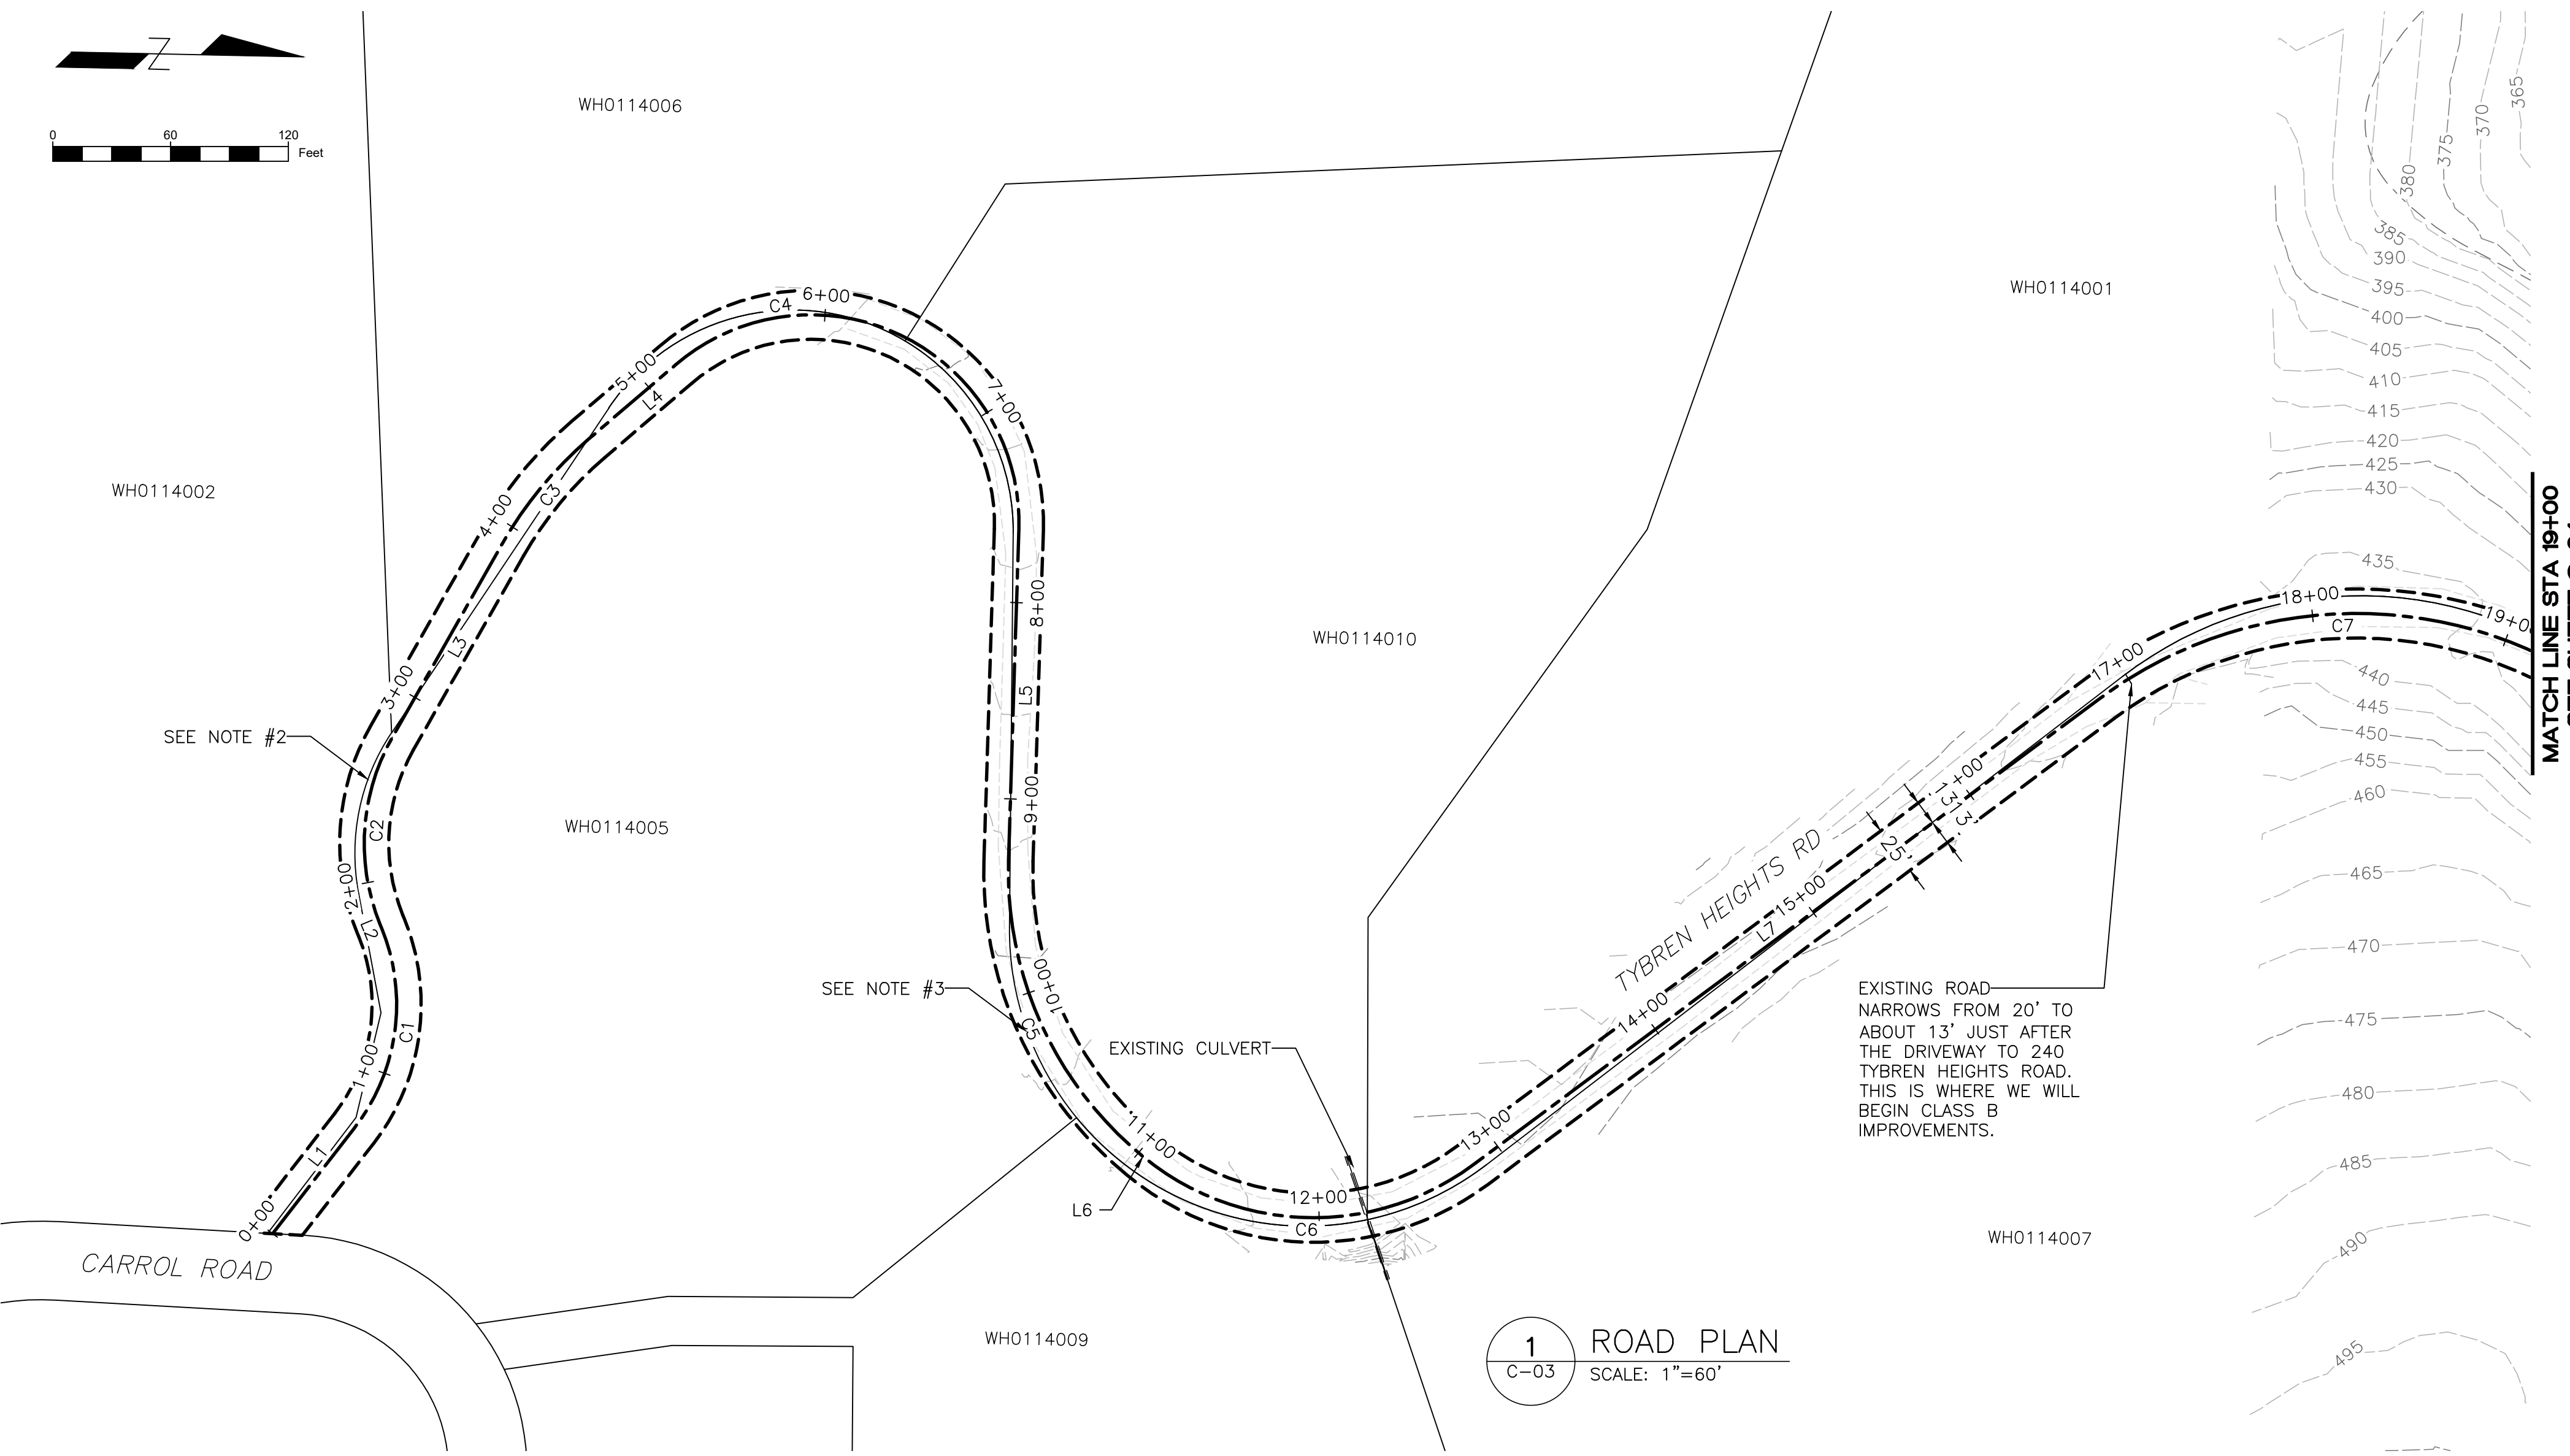 Z
0 60 120
Feet
WH0114006
WH0114002
WH0114001
WH0114005
WH0114010
WH0114009
WH0114007
0+00
L1
1+00
C1
L2
2+00
C2
SEE NOTE #2
3+00
L3
4+00
C3
5+00
L4
C4
6+00
7+00
8+00
L5
9+00
10+00
SEE NOTE #3
C5
11+00
L6
EXISTING CULVERT
12+00
C6
13+00
14+00
TYBREN HEIGHTS RD
L7
15+00
25'
13'
13'
17+00
18+00
C7
EXISTING ROAD
NARROWS FROM 20' TO
ABOUT 13' JUST AFTER
THE DRIVEWAY TO 240
TYBREN HEIGHTS ROAD.
THIS IS WHERE WE WILL
BEGIN CLASS B
IMPROVEMENTS.
365
370
375
380
385
390
395
400
405
410
415
420
425
430
435
440
445
450
455
460
465
470
475
480
485
490
495
MATCH LINE STA 19+00
CARROL ROAD
1
C-03
ROAD PLAN
SCALE: 1"=60'